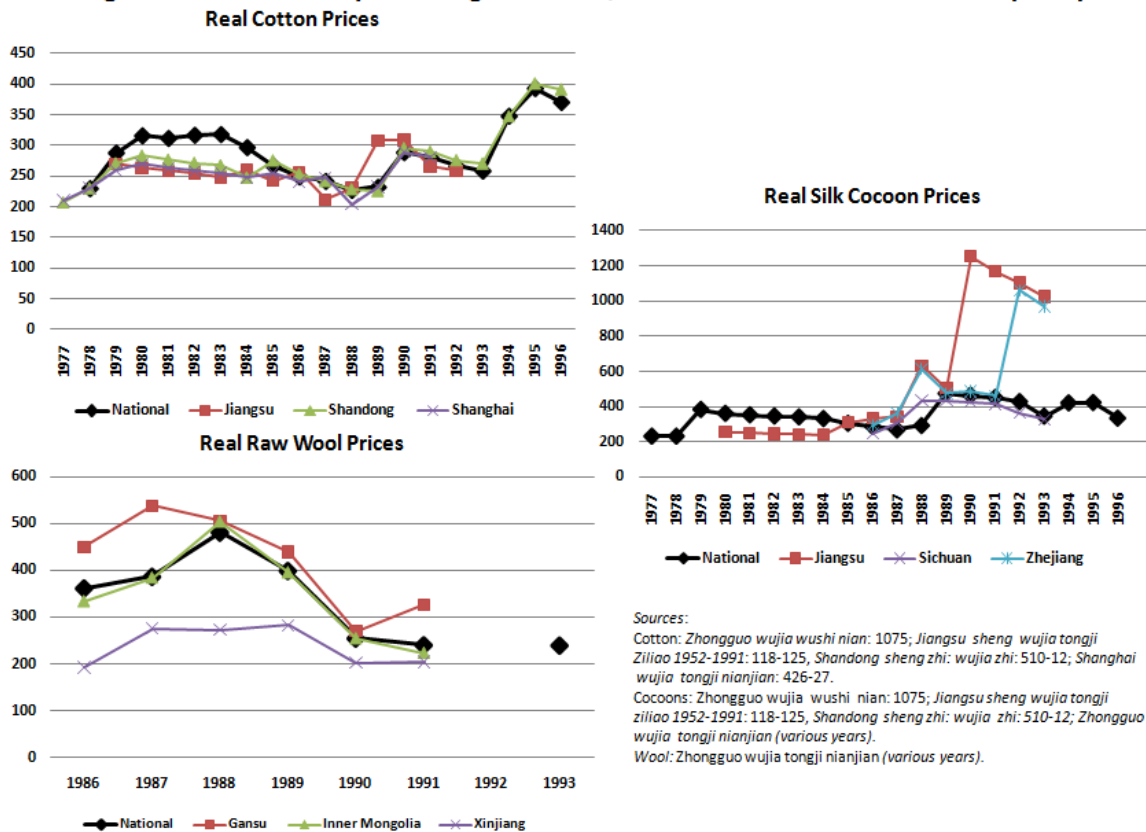 Real Cotton Prices
450
400
350
300
250
200
150
100
50
0
1977 1978 1979 1980 1981 1982 1983 1984 1985 1986 1987 1988 1989 1990 1991 1992 1993 1994 1995 1996
National Jiangsu Shandong Shanghai
Real Raw Wool Prices
600
500
400
300
200
100
0
1986 1987 1988 1989 1990 1991 1992 1993
National Gansu Inner Mongolia Xinjiang
Real Silk Cocoon Prices
1400
1200
1000
800
600
400
200
0
1977 1978 1979 1980 1981 1982 1983 1984 1985 1986 1987 1988 1989 1990 1991 1992 1993 1994 1995 1996
National Jiangsu Sichuan Zhejiang
Sources:
Cotton: Zhongguo wujia wushi nian: 1075; Jiangsu sheng wujia tongji
Ziliao 1952-1991: 118-125, Shandong sheng zhi: wujia zhi: 510-12; Shanghai
wujia tongji nianjian: 426-27.
Cocoons: Zhongguo wujia wushi nian: 1075; Jiangsu sheng wujia tongji
ziliao 1952-1991: 118-125, Shandong sheng zhi: wujia zhi: 510-12; Zhongguo
wujia tongji nianjian (various years).
Wool: Zhongguo wujia tongji nianjian (various years).